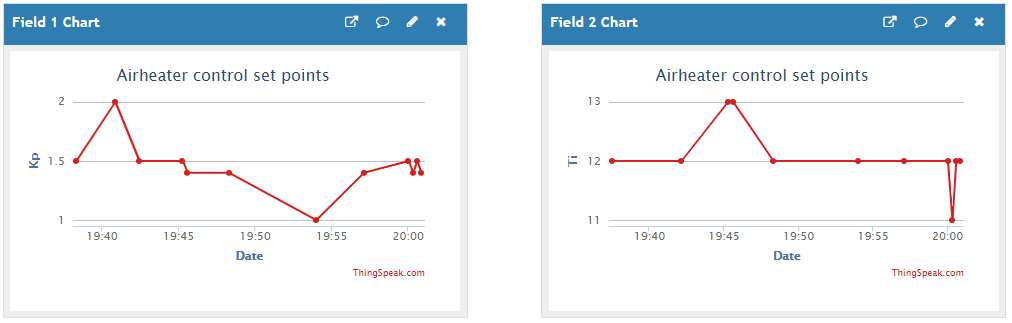 Field 1 Chart
Airheater control set points
2
1.5
1
Kp
19:40 19:45 19:50 19:55 20:00
Date
ThingSpeak.com
Field 2 Chart
Airheater control set points
13
12
11
Ti
19:40 19:45 19:50 19:55 20:00
Date
ThingSpeak.com